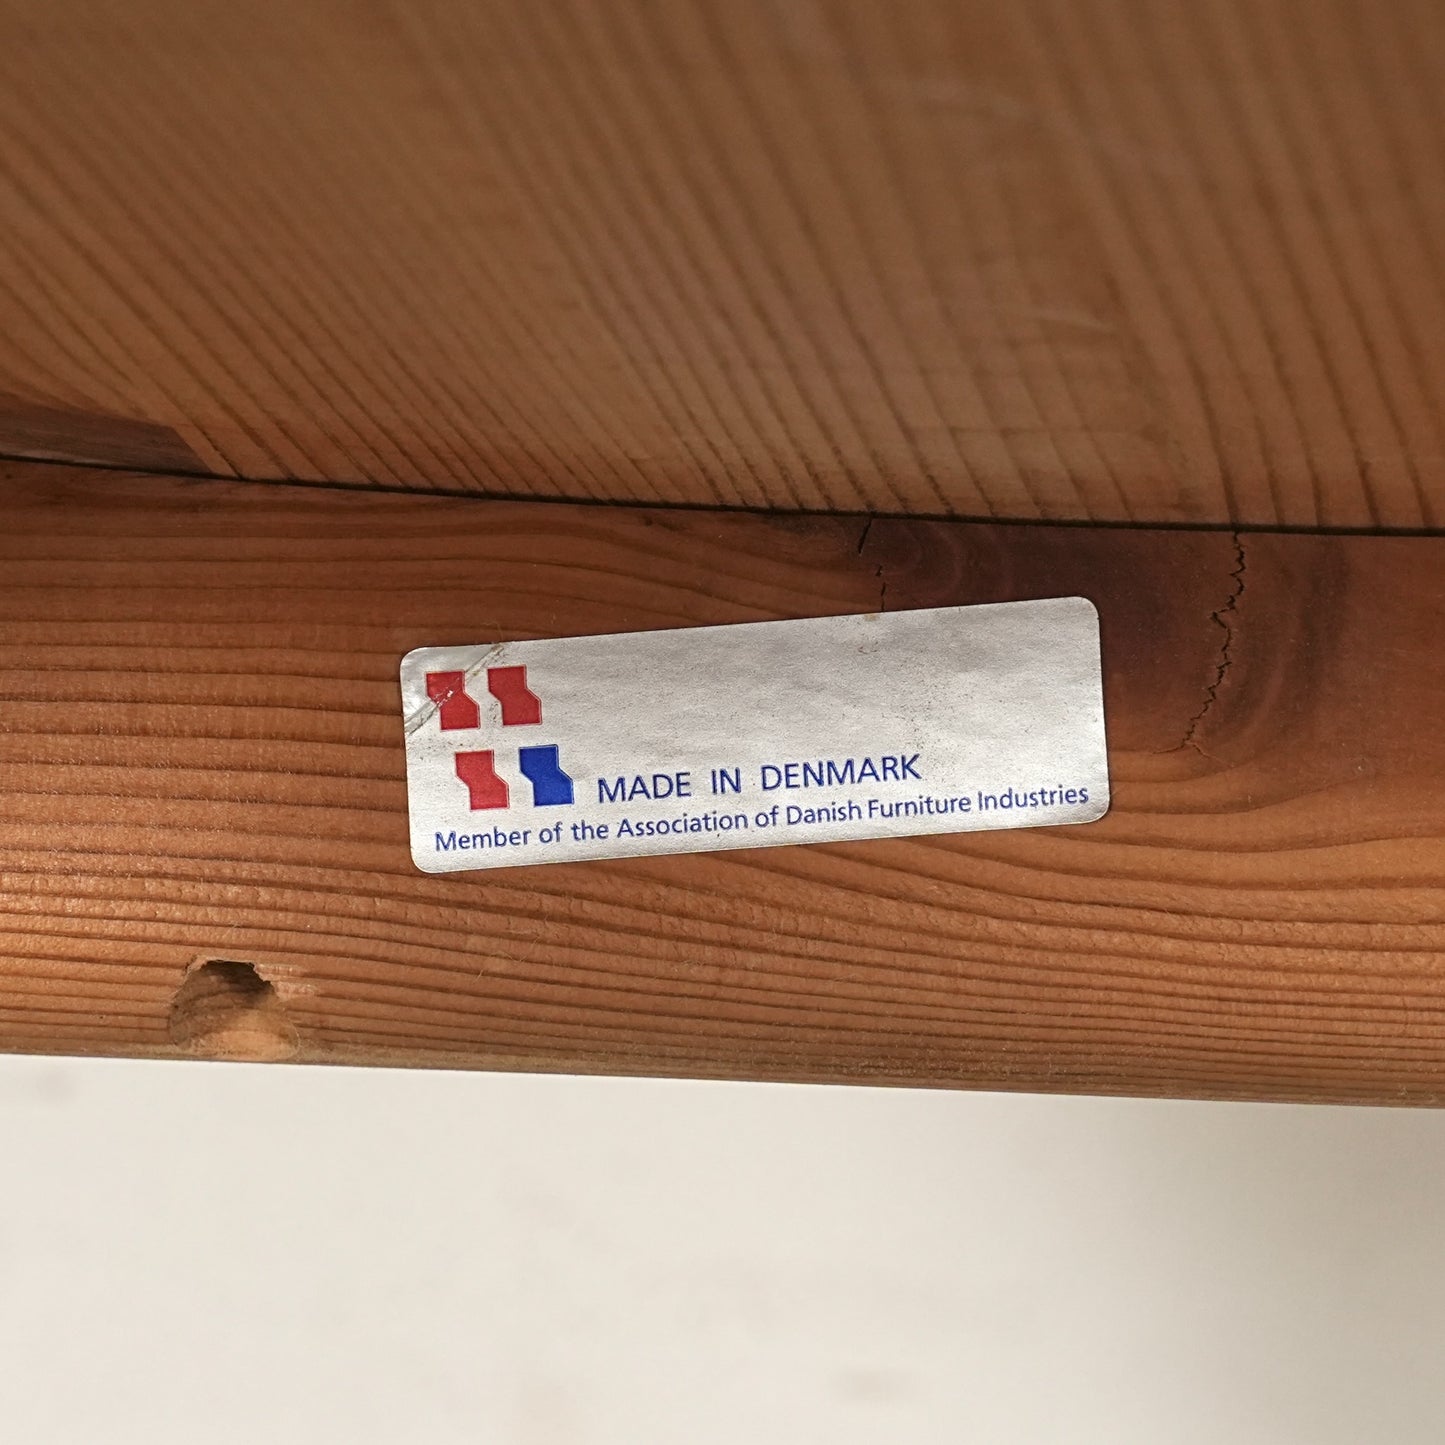 MADE IN DENMARK
Member of the Association of Danish Furniture Industries